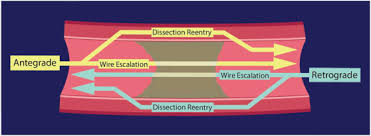 Dissection Reentry
Antegrade
Wire Escalation
Wire Escalation
Retrograde
Dissection Reentry